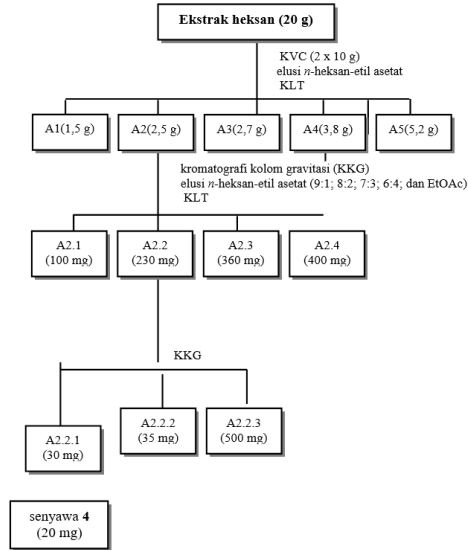 Ekstrak heksan (20 g)
KVC (2 x 10 g)
elusi n-heksan-etil asetat
KLT
A1(1,5 g)
A2(2,5 g)
A3(2,7 g)
A4(3,8 g)
A5(5,2 g)
kromatografi kolom gravitasi (KKG)
elusi n-heksan-etil asetat (9:1; 8:2; 7:3; 6:4; dan EtOAc)
KLT
A2.1
(100 mg)
A2.2
(230 mg)
A2.3
(360 mg)
A2.4
(400 mg)
KKG
A2.2.1
(30 mg)
A2.2.2
(35 mg)
A2.2.3
(500 mg)
senyawa 4
(20 mg)